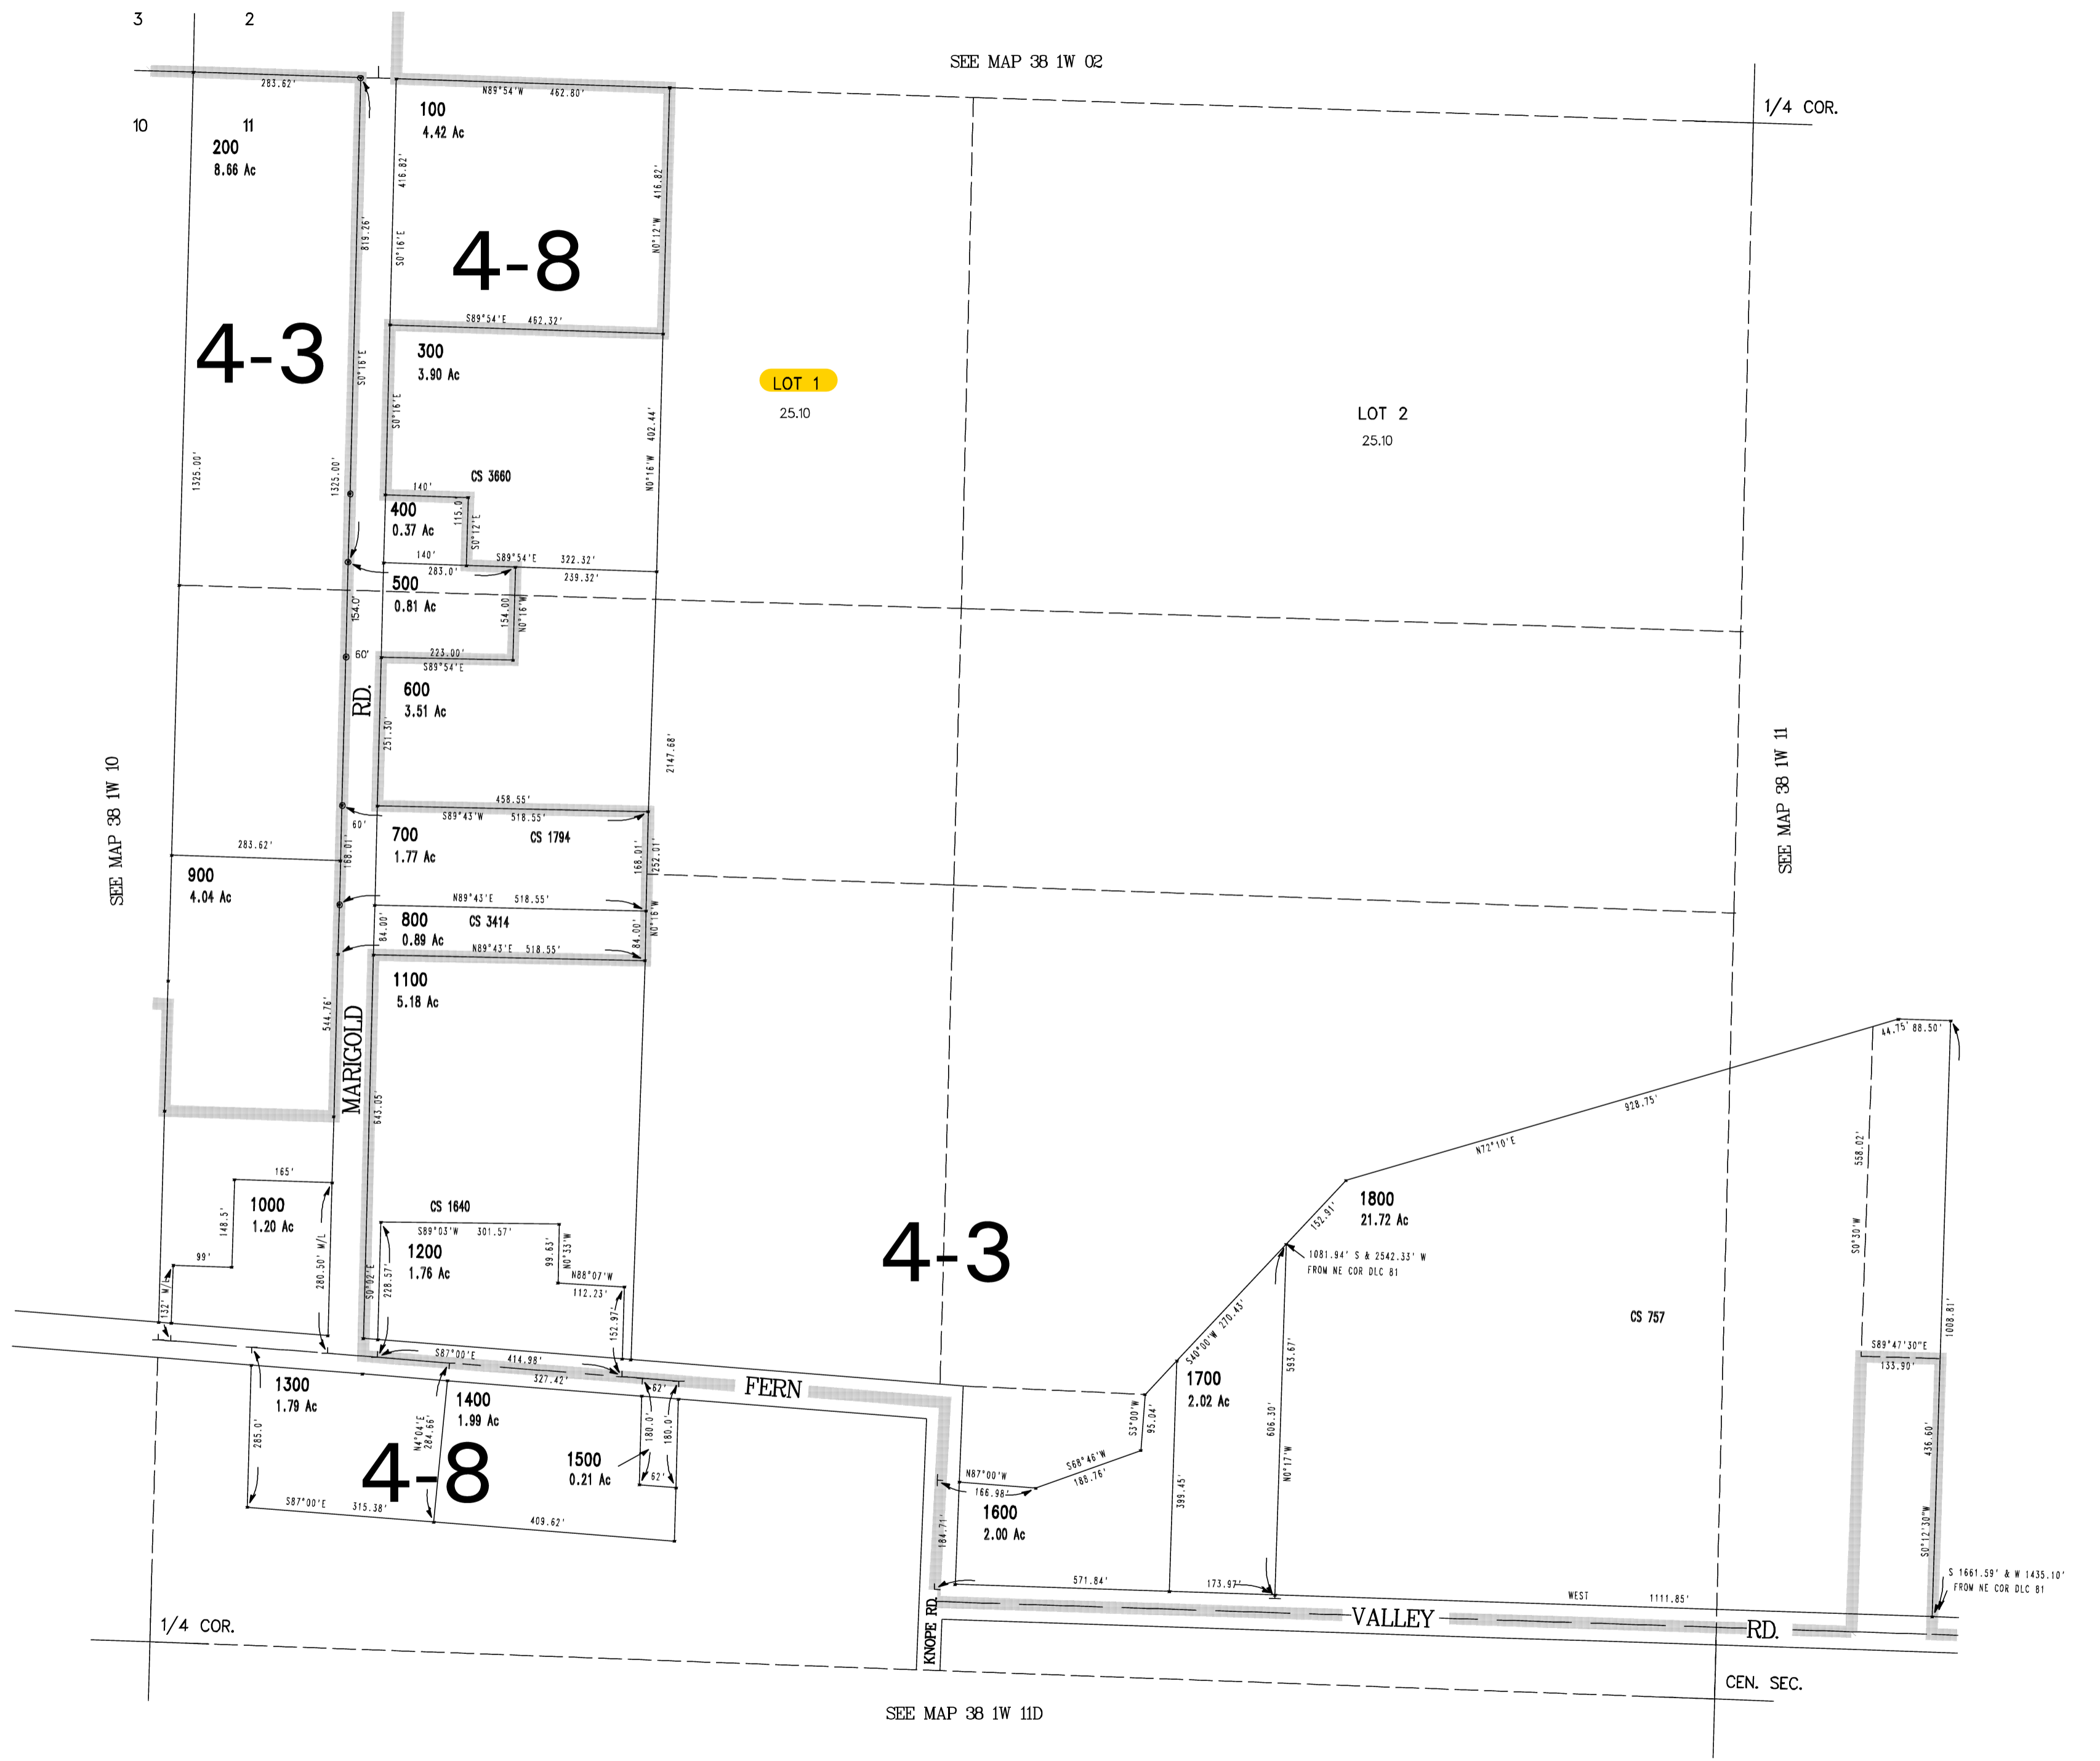 3
2
SEE MAP 38 1W 02
1/4 COR.
10
11
283.62'
N89°54'W 462.80'
100
4.42 Ac
200
8.66 Ac
416.82'
S0°16'E
N0°12'W 416.82'
819.26'
S0°16'E
4-8
4-3
S89°54'E 462.32'
300
3.90 Ac
S0°16'E
N0°16'W 402.44'
LOT 1
25.10
LOT 2
25.10
1325.00'
1325.00'
CS 3660
140'
400
0.37 Ac
115.0'
S0°12'E
140'
S89°54'E 322.32'
283.0'
239.32'
500
0.81 Ac
154.0'
154.00'
N0°16'W
60'
223.00'
S89°54'E
600
3.51 Ac
RD.
251.30'
2147.68'
SEE MAP 38 1W 10
SEE MAP 38 1W 11
458.55'
S89°43'W 518.55'
60'
700
1.77 Ac
CS 1794
168.01'
168.01'
252.01'
283.62'
900
4.04 Ac
N89°43'E 518.55'
800
0.89 Ac
CS 3414
84.00'
84.00'
N0°16'W
N89°43'E 518.55'
1100
5.18 Ac
544.76'
MARIGOLD
643.05'
44.75' 88.50'
928.75'
N72°10'E
558.02'
S0°30'W
165'
1000
1.20 Ac
148.5'
99'
132' M/L
280.50' M/L
CS 1640
S89°03'W 301.57'
1200
1.76 Ac
S0°02'E
228.57'
99.63'
N0°33'W
N88°07'W
112.23'
152.97'
4-3
1800
21.72 Ac
152.91'
1081.94' S & 2542.33' W
FROM NE COR DLC 81
CS 757
S40°00'W 270.43'
593.67'
1008.81'
S89°47'30"E
133.90'
S87°00'E 414.98'
327.42'
62'
FERN
1300
1.79 Ac
1400
1.99 Ac
285.0'
N4°04'E
284.66'
180.0'
180.0'
4-8
1500
0.21 Ac
62'
S87°00'E 315.38'
409.62'
1700
2.02 Ac
S3°00'W
95.04'
S68°46'W
188.76'
N87°00'W
166.98'
1600
2.00 Ac
184.71'
399.45'
606.30'
N0°17'W
436.60'
S0°12'30"W
571.84'
173.97'
WEST 1111.85'
S 1661.59' & W 1435.10'
FROM NE COR DLC 81
VALLEY
RD.
KNOPE RD.
1/4 COR.
CEN. SEC.
SEE MAP 38 1W 11D